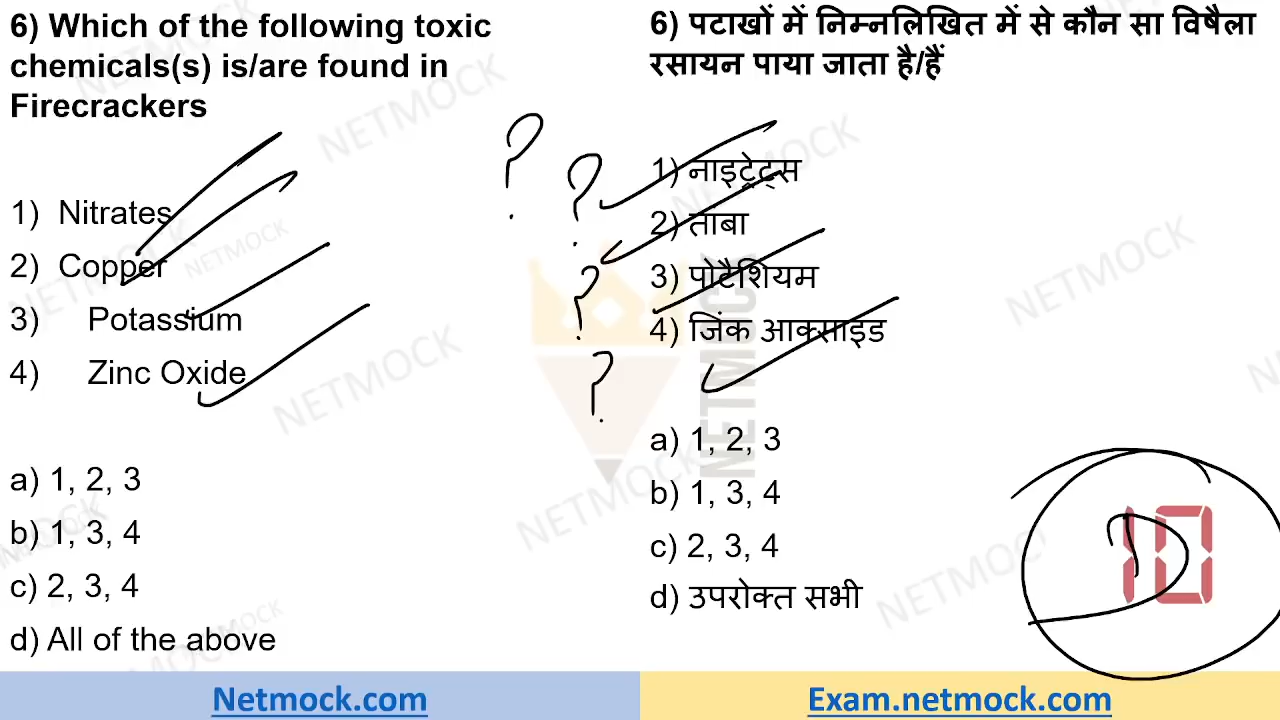 6) Which of the following toxic
chemicals(s) is/are found in
Firecrackers
1) Nitrates
2) Copper
3) Potassium
4) Zinc Oxide
a) 1, 2, 3
b) 1, 3, 4
c) 2, 3, 4
d) All of the above
6) पटाखों में निम्नलिखित में से कौन सा विषैला
रसायन पाया जाता है/हैं
1) नाइट्रेट्स
2) ताबा
3) पोटैशियम
4) जिंक आक्साइड
a) 1, 2, 3
b) 1, 3, 4
c) 2, 3, 4
d) उपरोक्त सभी
?
?
?
?
10
D
NETMOCK
Netmock.com
Exam.netmock.com